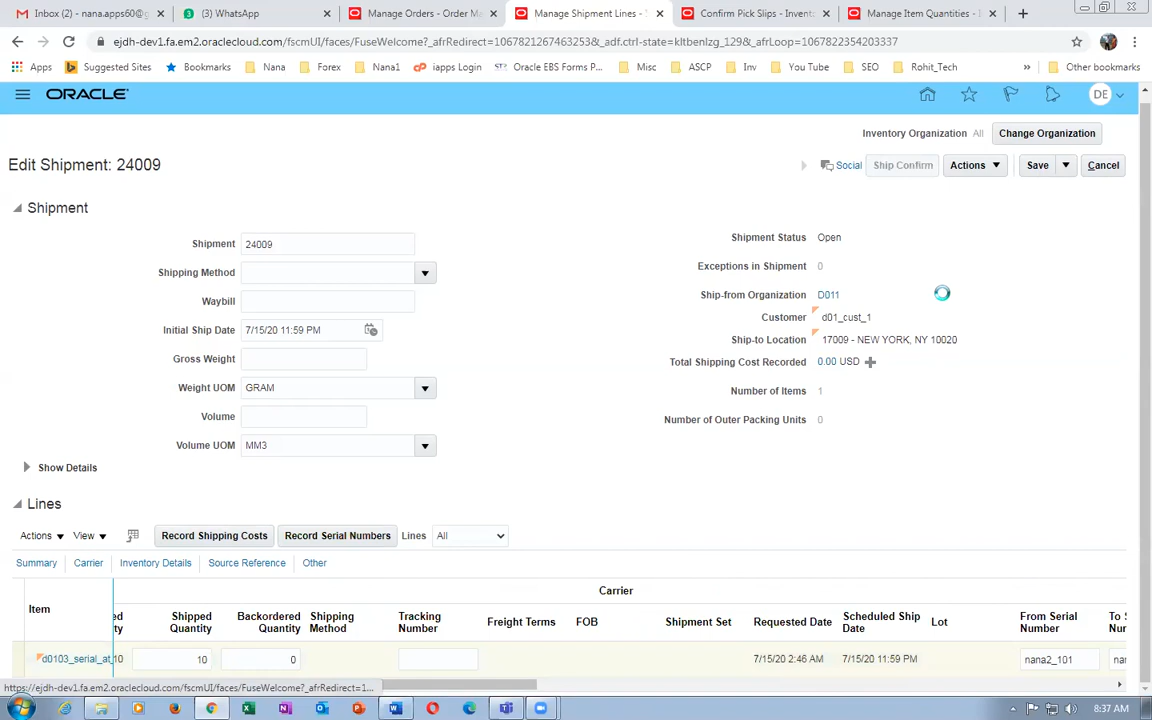 Inbox (2) - nana.apps60@g
(3) WhatsApp
Manage Orders - Order Ma
Manage Shipment Lines -
Confirm Pick Slips - Invento
Manage Item Quantities -
ejdh-dev1.fa.em2.oraclecloud.com/fscmUI/faces/FuseWelcome?_afrRedirect=1067821267463253&_adf.ctrl-state=kltbenlzg_129&_afrLoop=1067822354203337
Apps Suggested Sites Bookmarks Nana Forex Nana1 iapps Login Oracle EBS Forms P... Misc ASCP Inv You Tube SEO Rohit_Tech » Other bookmarks
ORACLE DE
Inventory Organization All Change Organization
Edit Shipment: 24009 Social Ship Confirm Actions Save Cancel
Shipment
Shipment 24009
Shipping Method
Waybill
Initial Ship Date 7/15/20 11:59 PM
Gross Weight
Weight UOM GRAM
Volume
Volume UOM MM3
Shipment Status Open
Exceptions in Shipment 0
Ship-from Organization D011
Customer d01_cust_1
Ship-to Location 17009 - NEW YORK, NY 10020
Total Shipping Cost Recorded 0.00 USD
Number of Items 1
Number of Outer Packing Units 0
Show Details
Lines
Actions View Record Shipping Costs Record Serial Numbers Lines All
Summary Carrier Inventory Details Source Reference Other
Carrier
Item ed Shipped Backordered Shipping Tracking Freight Terms FOB Shipment Set Requested Date Scheduled Ship Lot From Serial To S
ty Quantity Quantity Method Number Date Number Nur
d0103_serial_at 10 10 0 7/15/20 2:46 AM 7/15/20 11:59 PM nana2_101 nar
https://ejdh-dev1.fa.em2.oraclecloud.com/fscmUI/faces/FuseWelcome?_afrRedirect=1...
8:37 AM